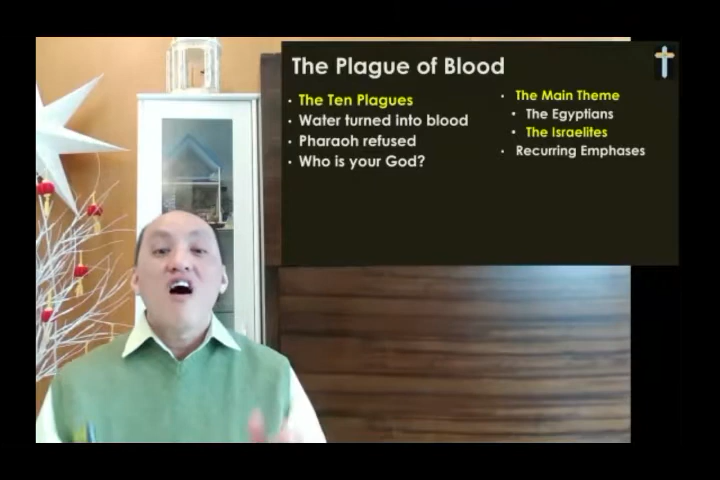 The Plague of Blood
• The Ten Plagues
• Water turned into blood
• Pharaoh refused
• Who is your God?
• The Main Theme
• The Egyptians
• The Israelites
• Recurring Emphases